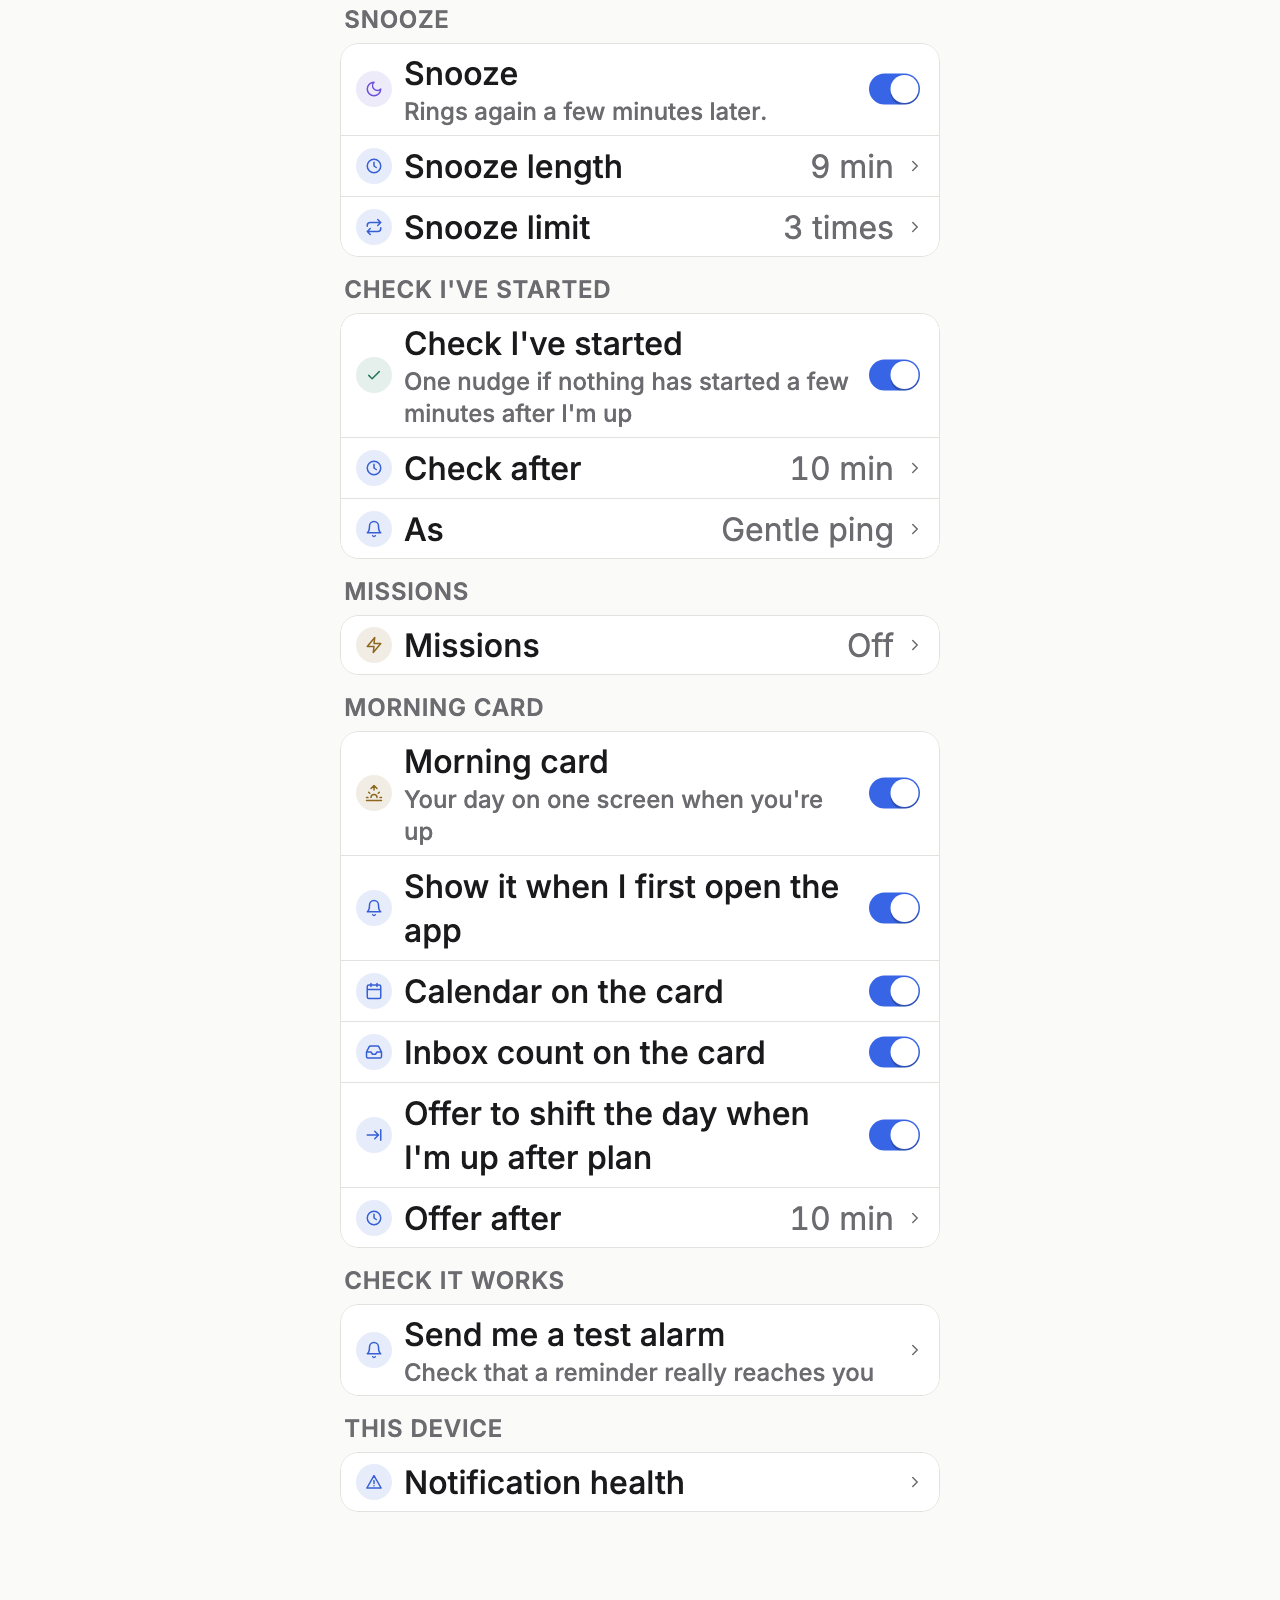 SNOOZE
Snooze
Rings again a few minutes later.
Snooze length 9 min
Snooze limit 3 times
CHECK I'VE STARTED
Check I've started
One nudge if nothing has started a few
minutes after I'm up
Check after 10 min
As Gentle ping
MISSIONS
Missions Off
MORNING CARD
Morning card
Your day on one screen when you're
up
Show it when I first open the
app
Calendar on the card
Inbox count on the card
Offer to shift the day when
I'm up after plan
Offer after 10 min
CHECK IT WORKS
Send me a test alarm
Check that a reminder really reaches you
THIS DEVICE
Notification health